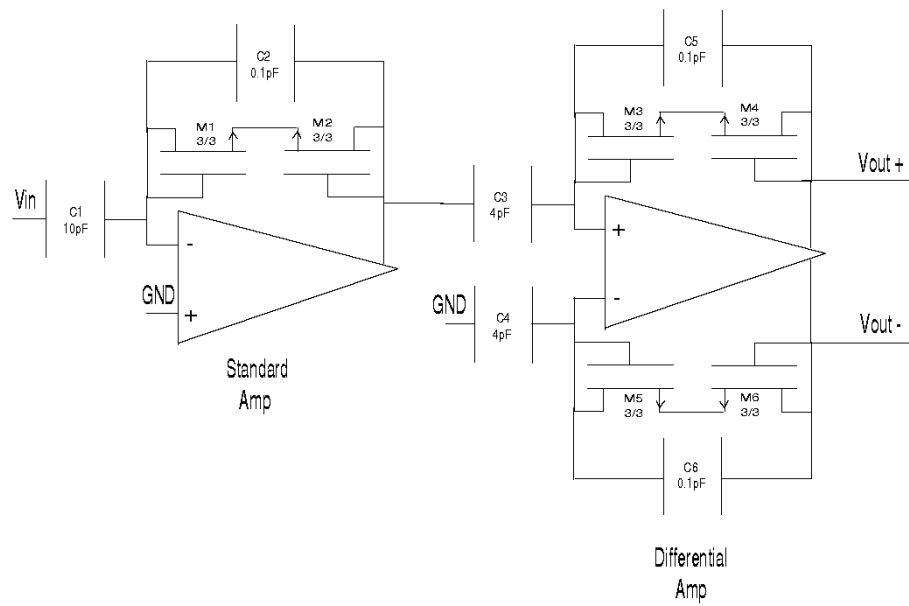 C2
0.1pF
M1
3/3
M2
3/3
Vin
C1
10pF
-
GND
+
Standard
Amp
C5
0.1pF
M3
3/3
M4
3/3
Vout +
C3
4pF
+
-
GND
C4
4pF
Vout -
M5
3/3
M6
3/3
C6
0.1pF
Differential
Amp